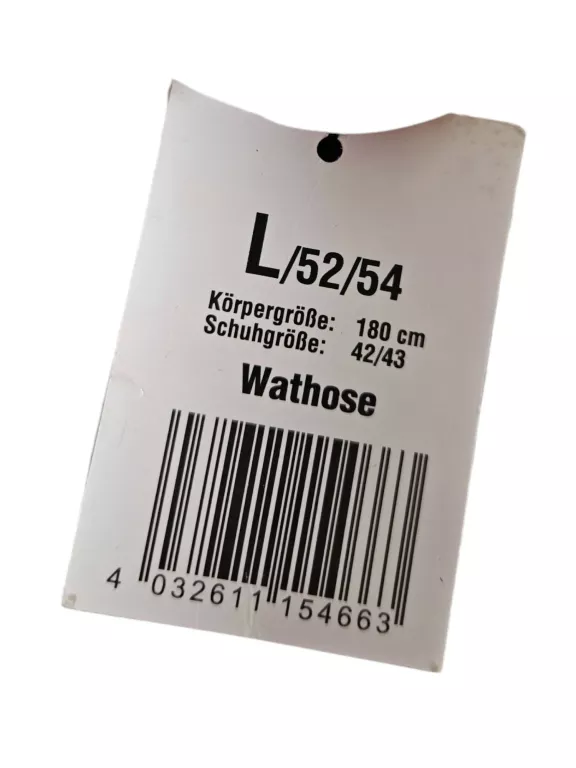 L/52/54
Körpergröße: 180 cm
Schuhgröße: 42/43
Wathose
4 032611 154663